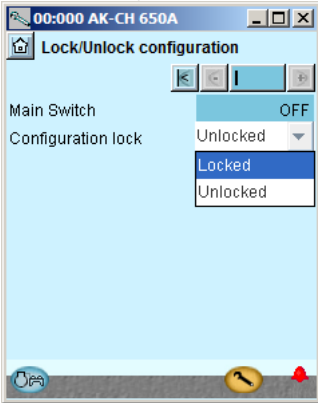 00:000 AK-CH 650A
Lock/Unlock configuration
Main Switch OFF
Configuration lock Unlocked
Locked
Unlocked